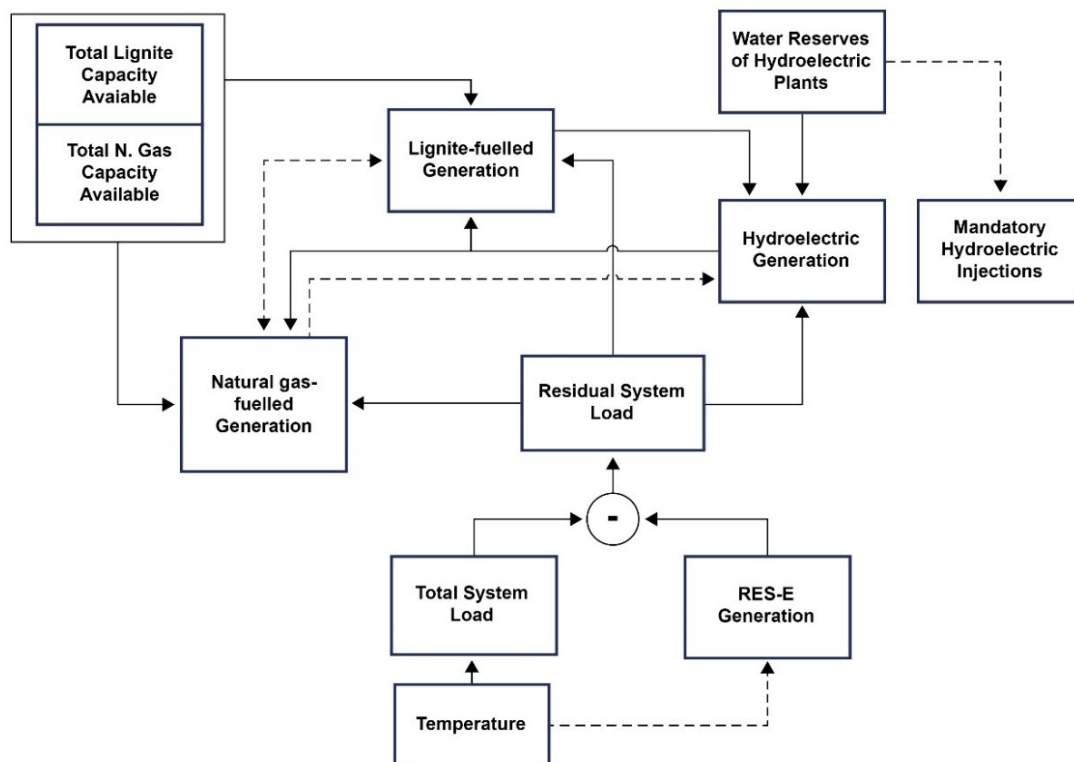 Total Lignite
Capacity
Avaiable
Total N. Gas
Capacity
Available
Water Reserves
of Hydroelectric
Plants
Lignite-fuelled
Generation
Hydroelectric
Generation
Mandatory
Hydroelectric
Injections
Natural gas-
fuelled
Generation
Residual System
Load
-
Total System
Load
RES-E
Generation
Temperature